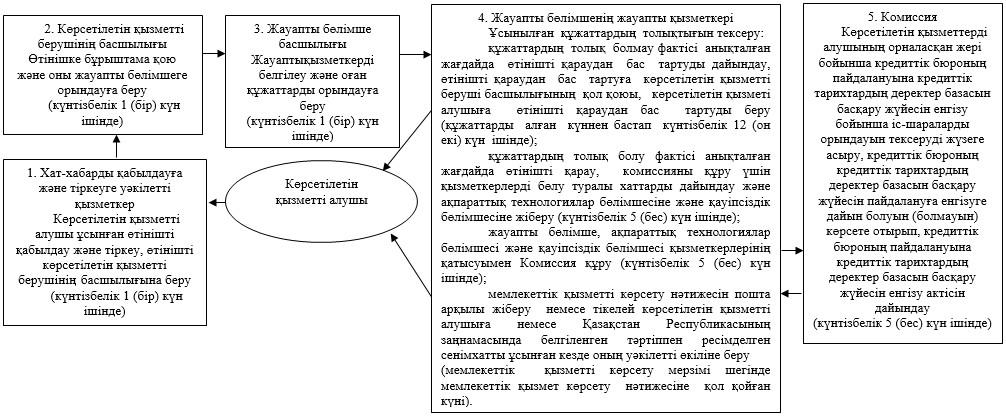 2. Көрсетілетін қызметті
берушінің басшылығы
Өтінішке бұрыштама қою
және оны жауапты бөлімшеге
орындауға беру
(күнтізбелік 1 (бір) күн
ішінде)
3. Жауапты бөлімше
басшылығы
Жауаптықызметкерді
белгілеу және оған
құжаттарды орындауға
беру
(күнтізбелік 1 (бір) күн
ішінде)
1. Хат-хабарды қабылдауға
және тіркеуге уәкілетті
қызметкер
Көрсетілетін қызметті
алушы ұсынған өтінішті
қабылдау және тіркеу, өтінішті
көрсетілетін қызметті
берушінің басшылығына беру
(күнтізбелік 1 (бір) күн
ішінде)
Көрсетілетін
қызметті алушы
4. Жауапты бөлімшенің жауапты қызметкері
Ұсынылған құжаттардың толықтығын тексеру:
құжаттардың толық болмау фактісі анықталған
жағдайда өтінішті қараудан бас тартуды дайындау,
өтінішті қараудан бас тартуға көрсетілетін қызметті
беруші басшылығының қол қоюы, көрсетілетін қызметі
алушыға өтінішті қараудан бас тартуды беру
(құжаттарды алған күннен бастап күнтізбелік 12 (он
екі) күн ішінде);
құжаттардың толық болу фактісі анықталған
жағдайда өтінішті қарау, комиссияны құру үшін
қызметкерлерді бөлу туралы хаттарды дайындау және
ақпараттық технологиялар бөлімшесіне және қауіпсіздік
бөлімшесіне жіберу (күнтізбелік 5 (бес) күн ішінде);
жауапты бөлімше, ақпараттық технологиялар
бөлімшесі және қауіпсіздік бөлімшесі қызметкерлерінің
қатысуымен Комиссия құру (күнтізбелік 5 (бес) күн
ішінде);
мемлекеттік қызметті көрсету нәтижесін пошта
арқылы жіберу немесе тікелей көрсетілетін қызметті
алушыға немесе Қазақстан Республикасының
заңнамасында белгіленген тәртіппен ресімделген
сенімхатты ұсынған кезде оның уәкілетті өкіліне беру
(мемлекеттік қызметті көрсету мерзімі шегінде
мемлекеттік қызмет көрсету нәтижесіне қол қойған
күні).
5. Комиссия
Көрсетілетін қызметтерді
алушының орналасқан жері
бойынша кредиттік бюроның
пайдалануына кредиттік
тарихтардың деректер базасын
басқару жүйесін енгізу
бойынша іс-шараларды
орындауын тексеруді жүзеге
асыру, кредиттік бюроның
кредиттік тарихтардың
деректер базасын басқару
жүйесін пайдалануға енгізуге
дайын болуын (болмауын)
көрсете отырып, кредиттік
бюроның пайдалануына
кредиттік тарихтардың
деректер базасын басқару
жүйесін енгізу актісін
дайындау
(күнтізбелік 5 (бес) күн ішінде)